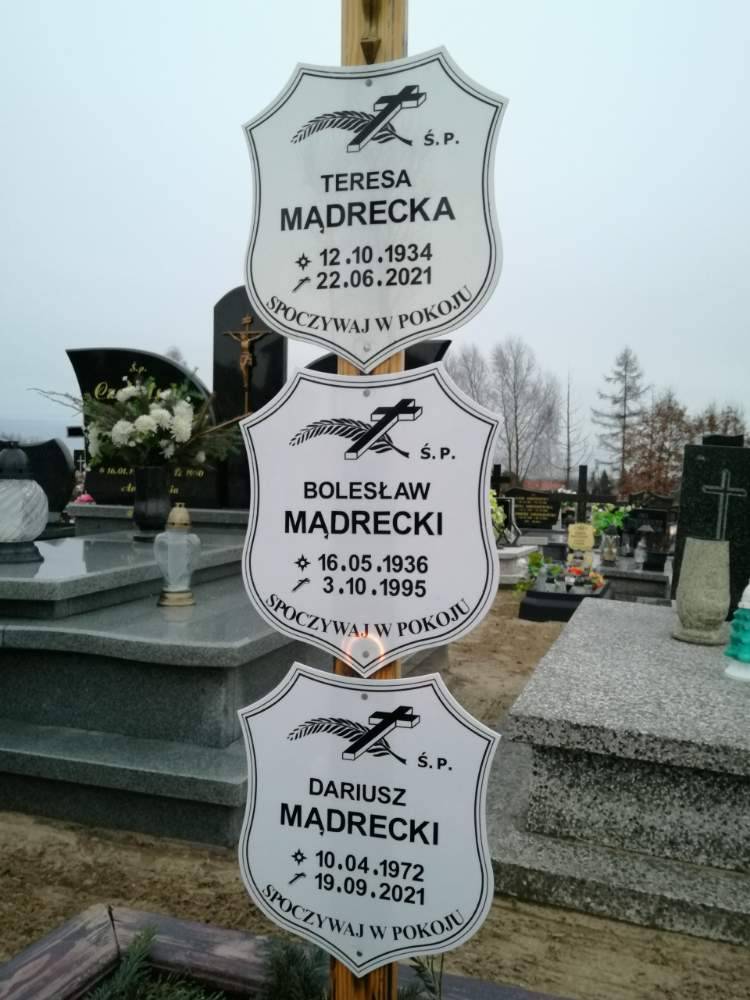 Ś.P.
TERESA
MĄDRECKA
12.10.1934
22.06.2021
SPOCZYWAJ W POKOJU
Ś.P.
BOLESŁAW
MĄDRECKI
16.05.1936
3.10.1995
SPOCZYWAJ W POKOJU
Ś.P.
DARIUSZ
MĄDRECKI
10.04.1972
19.09.2021
SPOCZYWAJ W POKOJU
Ś.p.